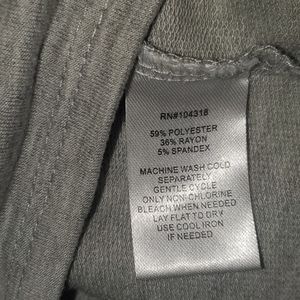 RN#104318
59% POLYESTER
36% RAYON
5% SPANDEX
MACHINE WASH COLD
SEPARATELY
GENTLE CYCLE
ONLY NON-CHLORINE
BLEACH WHEN NEEDED
LAY FLAT TO DRY
USE COOL IRON
IF NEEDED